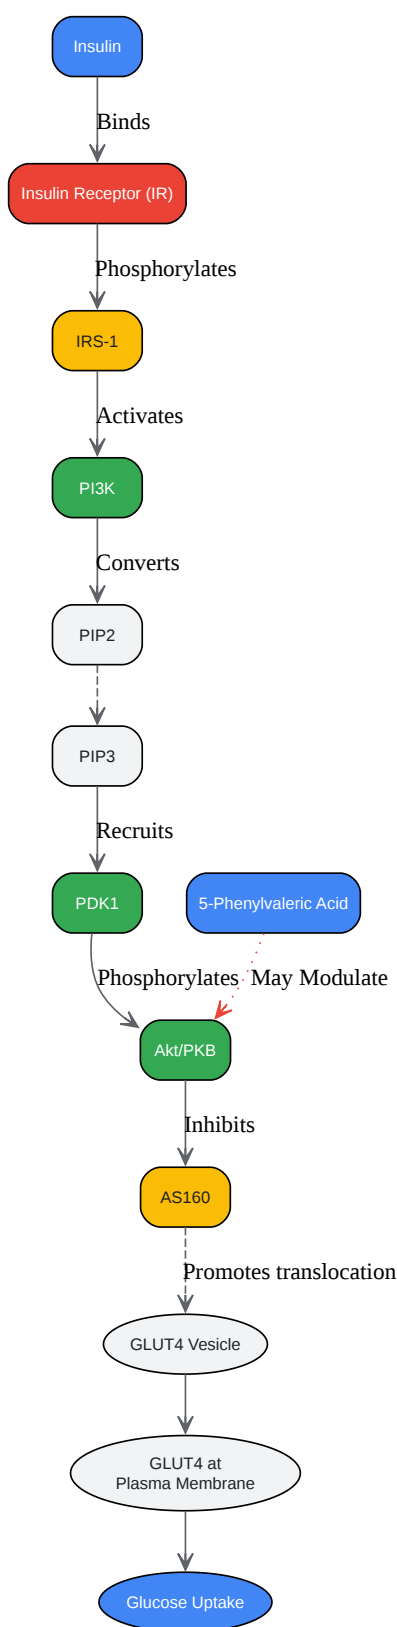 Insulin
Binds
Insulin Receptor (IR)
Phosphorylates
IRS-1
Activates
PI3K
Converts
PIP2
PIP3
Recruits
PDK1
5-Phenylvaleric Acid
Phosphorylates
May Modulate
Akt/PKB
Inhibits
AS160
Promotes translocation
GLUT4 Vesicle
GLUT4 at
Plasma Membrane
Glucose Uptake